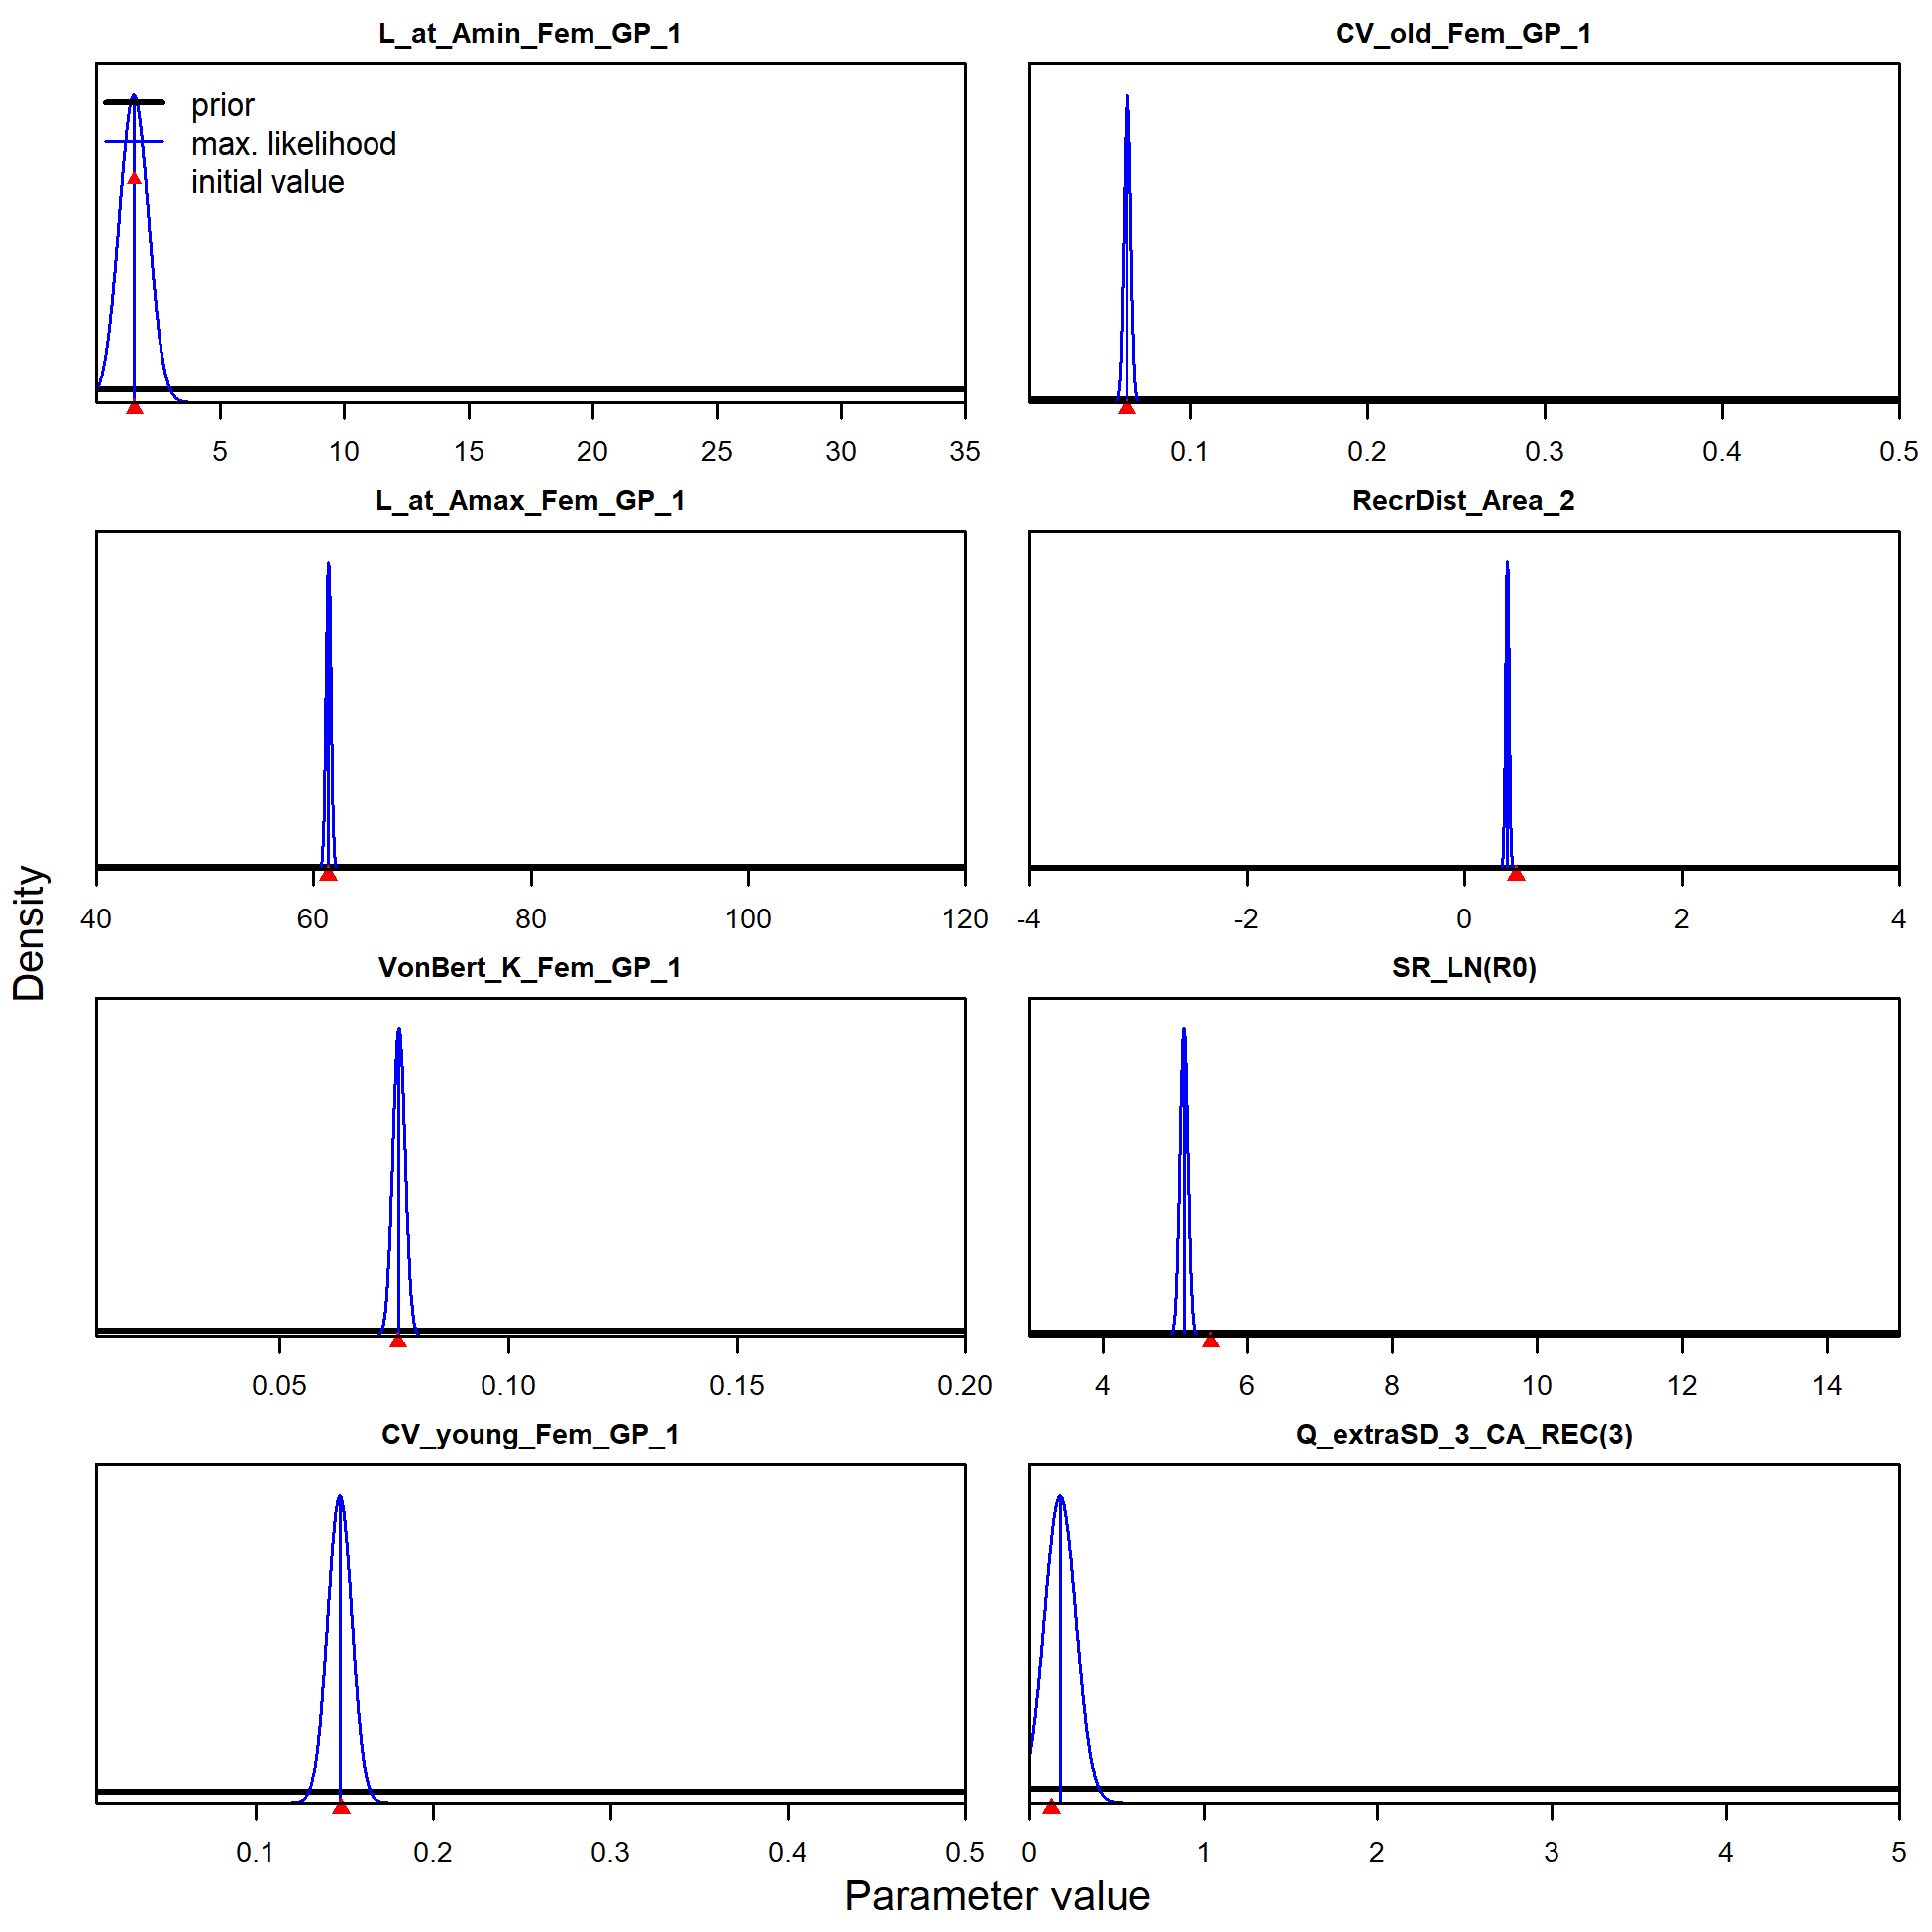 L_at_Amin_Fem_GP_1
prior
max. likelihood
initial value
5 10 15 20 25 30 35
CV_old_Fem_GP_1
0.1 0.2 0.3 0.4 0.5
L_at_Amax_Fem_GP_1
40 60 80 100 120
RecrDist_Area_2
-4 -2 0 2 4
Density
VonBert_K_Fem_GP_1
0.05 0.10 0.15 0.20
SR_LN(R0)
4 6 8 10 12 14
CV_young_Fem_GP_1
0.1 0.2 0.3 0.4 0.5
Q_extraSD_3_CA_REC(3)
0 1 2 3 4 5
Parameter value